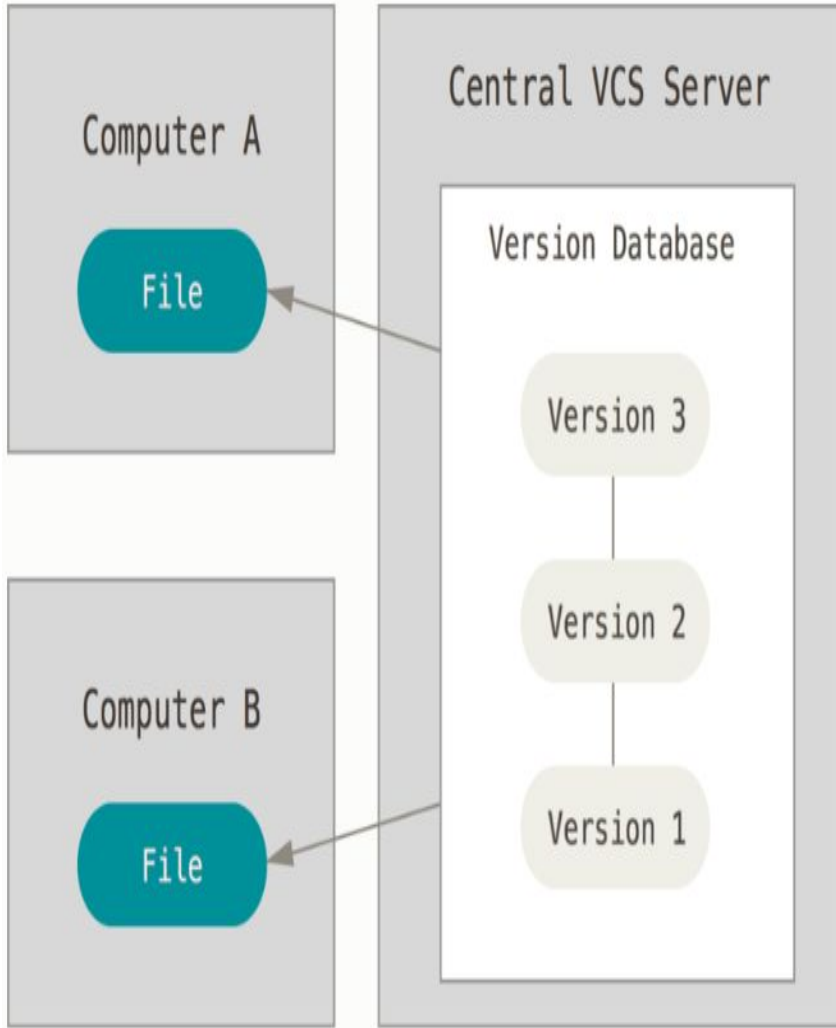 Computer A
File
Computer B
File
Central VCS Server
Version Database
Version 3
Version 2
Version 1